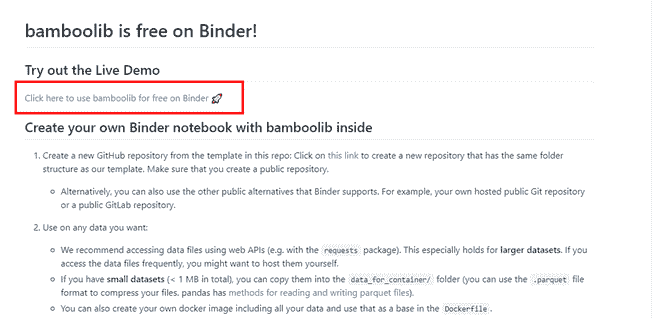 bamboolib is free on Binder!
Try out the Live Demo
Click here to use bamboolib for free on Binder 🚀
Create your own Binder notebook with bamboolib inside
1. Create a new GitHub repository from the template in this repo: Click on this link to create a new repository that has the same folder
structure as our template. Make sure that you create a public repository.
◦ Alternatively, you can also use the other public alternatives that Binder supports. For example, your own hosted public Git repository
or a public GitLab repository.
2. Use on any data you want:
◦ We recommend accessing data files using web APIs (e.g. with the requests package). This especially holds for larger datasets. If you
access the data files frequently, you might want to host them yourself.
◦ If you have small datasets (< 1 MB in total), you can copy them into the data_for_container/ folder (you can use the .parquet file
format to compress your files, pandas has methods for reading and writing parquet files).
◦ You can also create your own docker image including all your data and use that as a base in the Dockerfile.